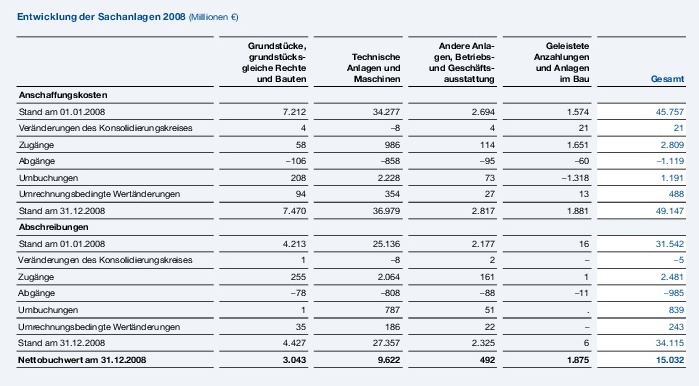 Entwicklung der Sachanlagen 2008 (Millionen €)
Grundstücke, grundstücks- gleiche Rechte und Bauten | Technische Anlagen und Maschinen | Andere Anla- gen, Betriebs- und Geschäfts- ausstattung | Geleistete Anzahlungen und Anlagen im Bau | Gesamt
Anschaffungskosten
Stand am 01.01.2008 7.212 34.277 2.694 1.574 45.757
Veränderungen des Konsolidierungskreises 4 –8 4 21 21
Zugänge 58 986 114 1.651 2.809
Abgänge –106 –858 –95 –60 –1.119
Umbuchungen 208 2.228 73 –1.318 1.191
Umrechnungsbedingte Wertänderungen 94 354 27 13 488
Stand am 31.12.2008 7.470 36.979 2.817 1.881 49.147
Abschreibungen
Stand am 01.01.2008 4.213 25.136 2.177 16 31.542
Veränderungen des Konsolidierungskreises 1 –8 2 – –5
Zugänge 255 2.064 161 1 2.481
Abgänge –78 –808 –88 –11 –985
Umbuchungen 1 787 51 . 839
Umrechnungsbedingte Wertänderungen 35 186 22 – 243
Stand am 31.12.2008 4.427 27.357 2.325 6 34.115
Nettobuchwert am 31.12.2008 3.043 9.622 492 1.875 15.032